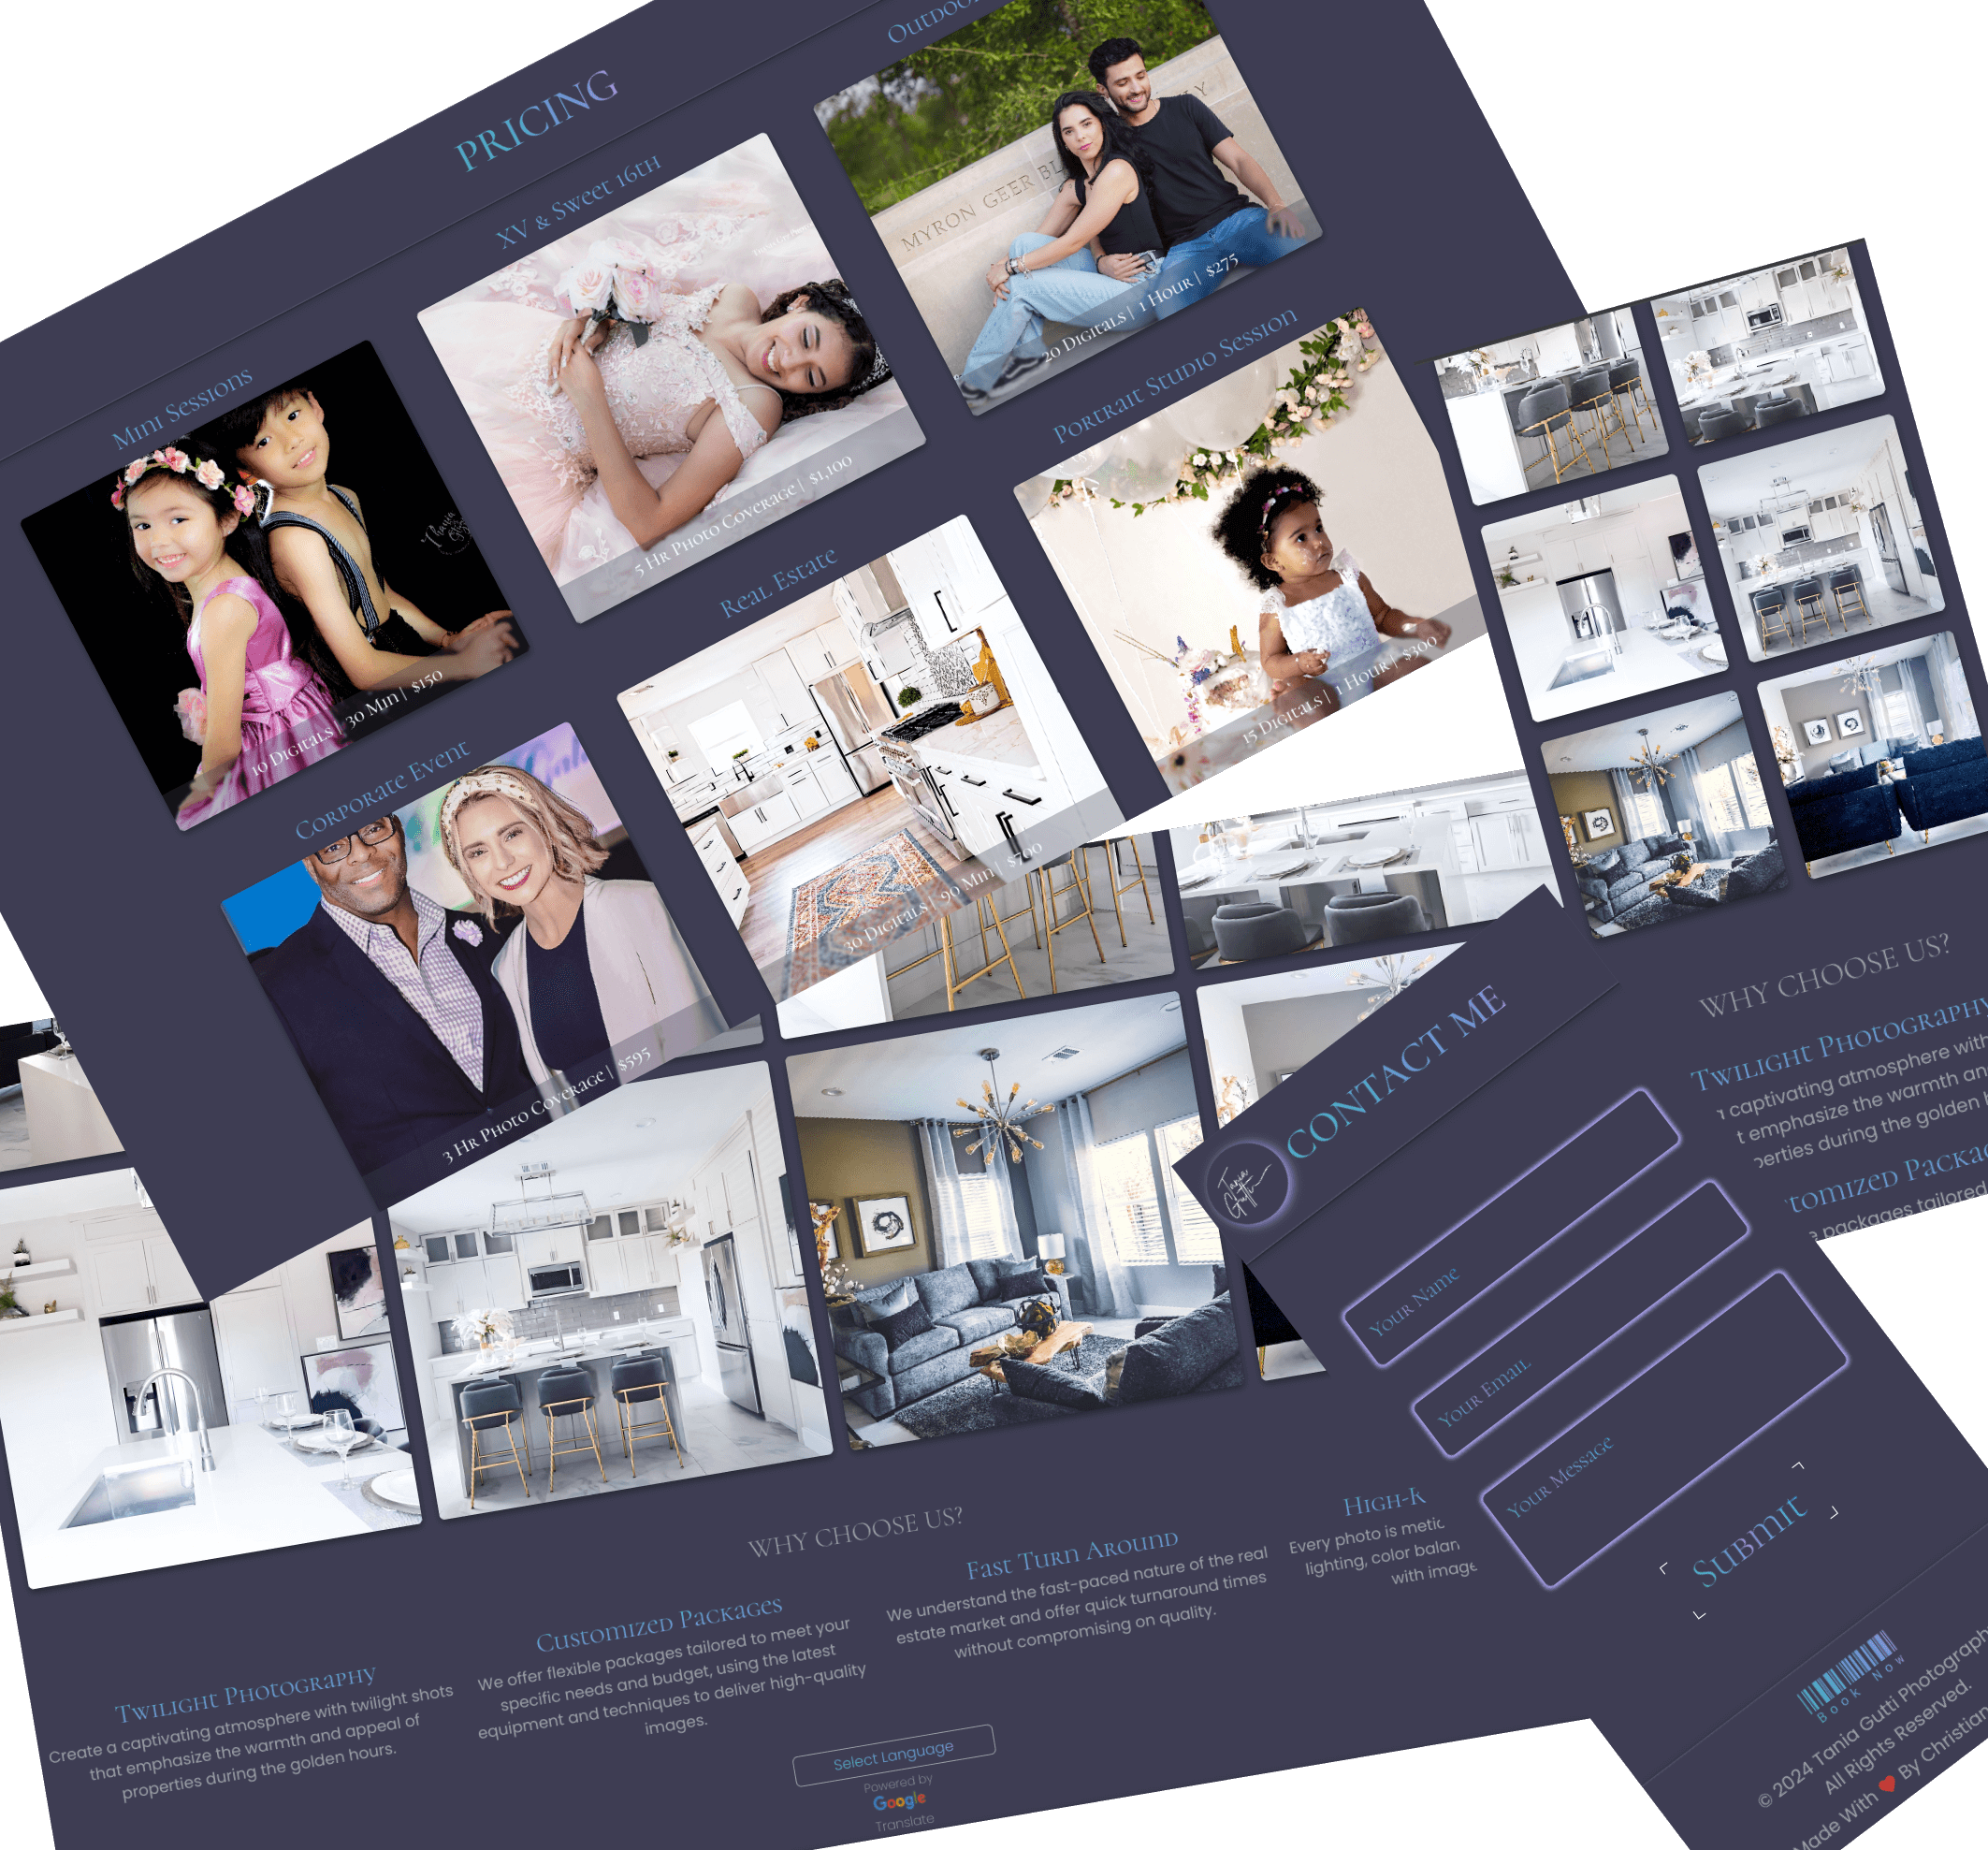 PRICING
Mini Sessions
10 Digitals | 30 Min | $150
XV & Sweet 16th
5 Hr Photo Coverage | $1,100
MYRON GEER BL
20 Digitals | 1 Hour | $275
Corporate Event
3 Hr Photo Coverage | $595
Real Estate
30 Digitals | 90 Min | $700
Portrait Studio Session
15 Digitals | 1 Hour | $300
WHY CHOOSE US?
Twilight Photography
Create a captivating atmosphere with twilight shots
that emphasize the warmth and appeal of
properties during the golden hours.
Customized Packages
We offer flexible packages tailored to meet your
specific needs and budget, using the latest
equipment and techniques to deliver high-quality
images.
Fast Turn Around
We understand the fast-paced nature of the real
estate market and offer quick turnaround times
without compromising on quality.
High-R
Every photo is metic
lighting, color balan
with image
Select Language
Powered by
Google
Translate
Tania
Gutti
CONTACT ME
Your Name
Your Email
Your Message
Submit
Book Now
© 2024 Tania Gutti Photograph
All Rights Reserved.
Made With ❤ By Christian
WHY CHOOSE US?
Twilight Photography
captivating atmosphere with
t emphasize the warmth an
perties during the golden h
tomized Packag
e packages tailored